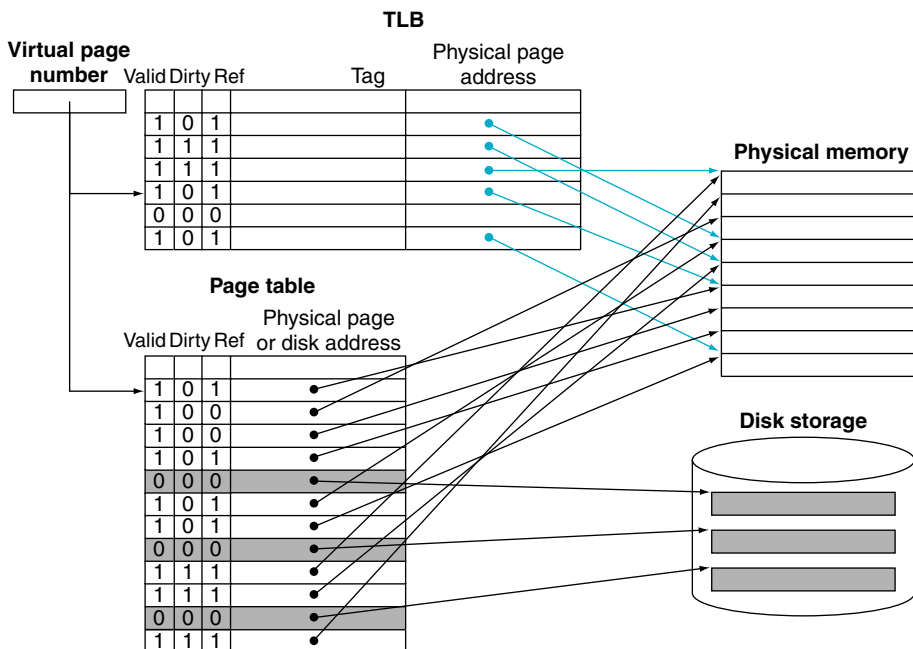 TLB
Virtual page
number
Valid Dirty Ref
Tag
Physical page
address
1 0 1
1 1 1
1 1 1
1 0 1
0 0 0
1 0 1
Physical memory
Page table
Valid Dirty Ref
Physical page
or disk address
1 0 1
1 0 0
1 0 0
1 0 1
0 0 0
1 0 1
1 0 1
0 0 0
1 1 1
1 1 1
0 0 0
1 1 1
Disk storage